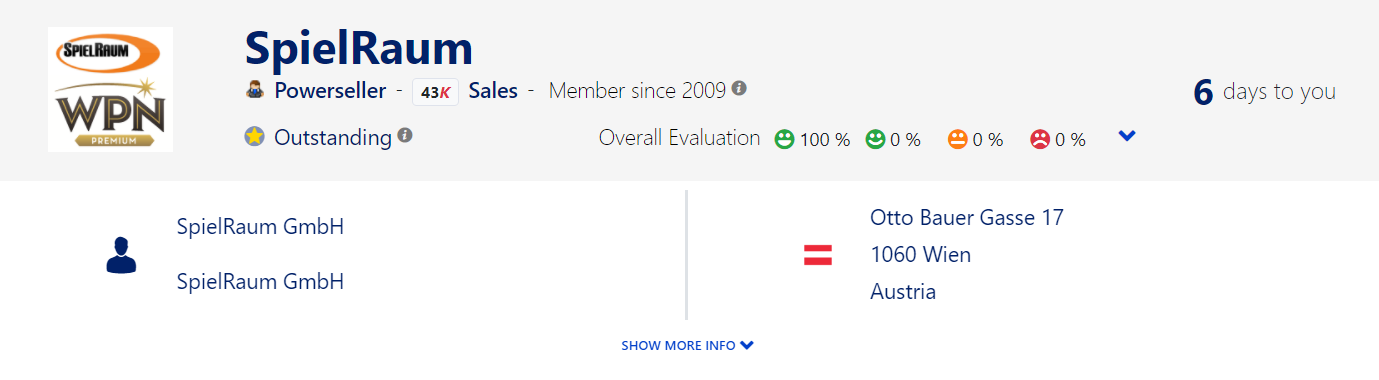 SPIELRAUM
WPN
PREMIUM
SpielRaum
Powerseller - 43K Sales - Member since 2009
Outstanding
Overall Evaluation 100 % 0 % 0 % 0 %
6 days to you
SpielRaum GmbH
SpielRaum GmbH
Otto Bauer Gasse 17
1060 Wien
Austria
SHOW MORE INFO